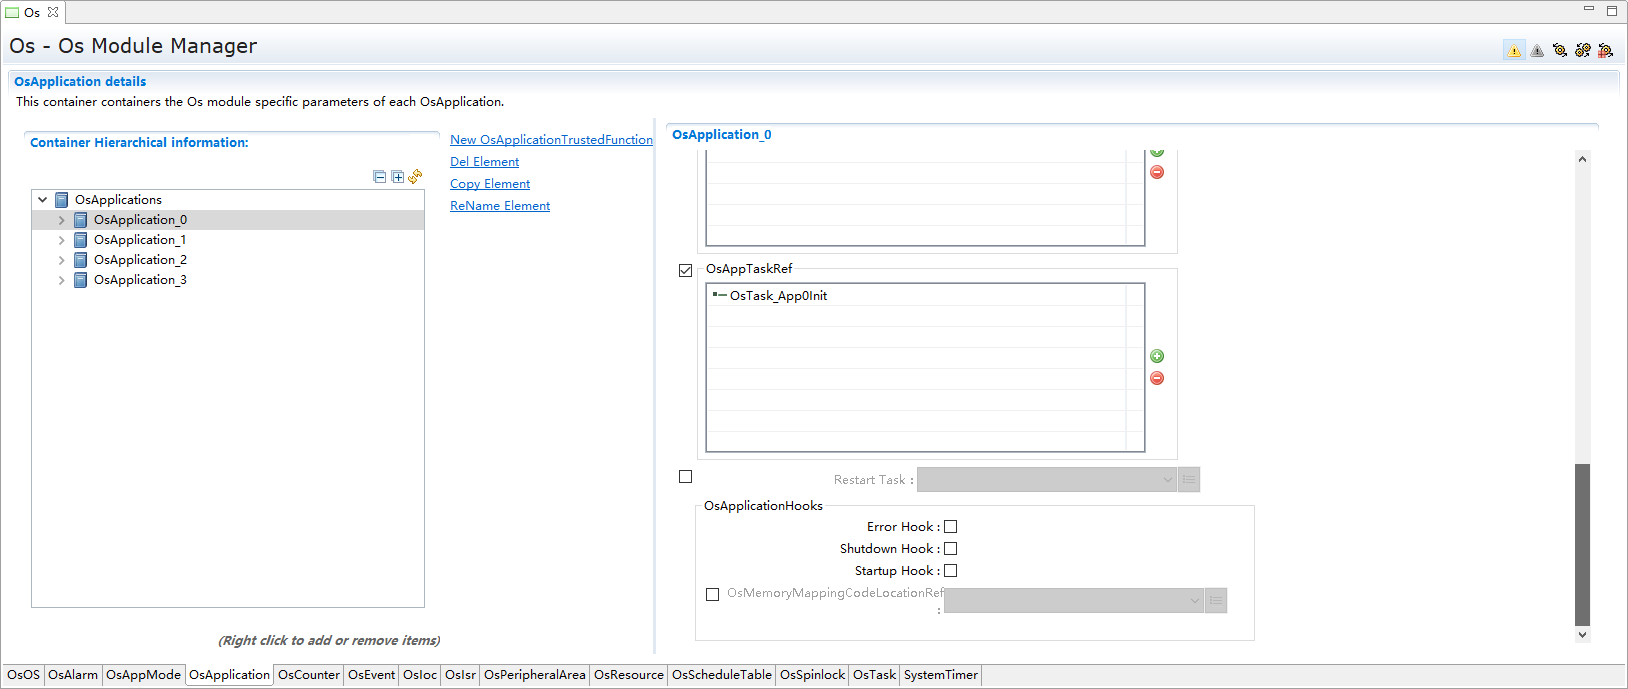 Os
Os - Os Module Manager
OsApplication details
This container containers the Os module specific parameters of each OsApplication.
Container Hierarchical information:
OsApplications
OsApplication_0
OsApplication_1
OsApplication_2
OsApplication_3
(Right click to add or remove items)
New OsApplicationTrustedFunction
Del Element
Copy Element
ReName Element
OsApplication_0
OsAppTaskRef
OsTask_App0Init
Restart Task :
OsApplicationHooks
Error Hook :
Shutdown Hook :
Startup Hook :
OsMemoryMappingCodeLocationRef
:
OsOS OsAlarm OsAppMode OsApplication OsCounter OsEvent OsIoc OsIsr OsPeripheralArea OsResource OsScheduleTable OsSpinlock OsTask SystemTimer